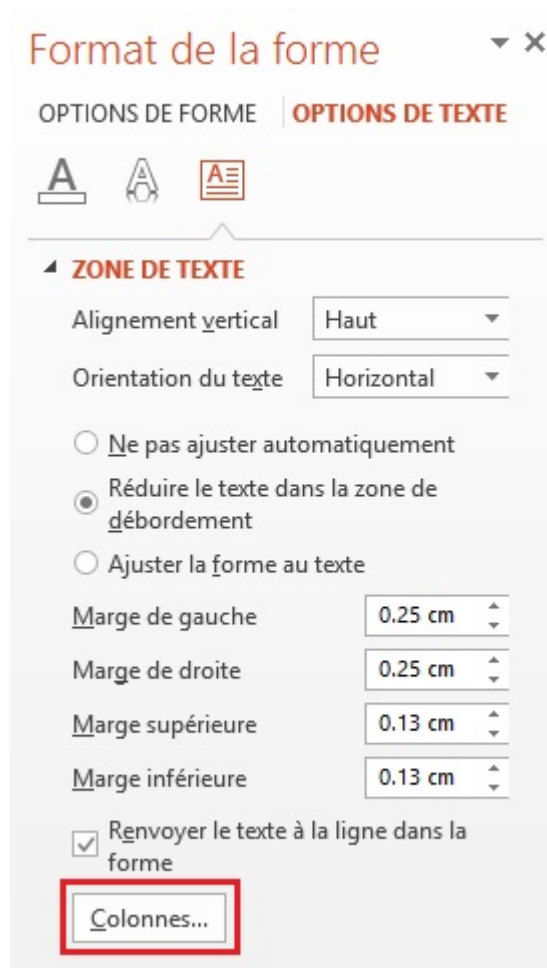 Format de la forme
OPTIONS DE FORME OPTIONS DE TEXTE
ZONE DE TEXTE
Alignement vertical Haut
Orientation du texte Horizontal
Ne pas ajuster automatiquement
Réduire le texte dans la zone de
débordement
Ajuster la forme au texte
Marge de gauche 0.25 cm
Marge de droite 0.25 cm
Marge supérieure 0.13 cm
Marge inférieure 0.13 cm
Renvoyer le texte à la ligne dans la
forme
Colonnes...